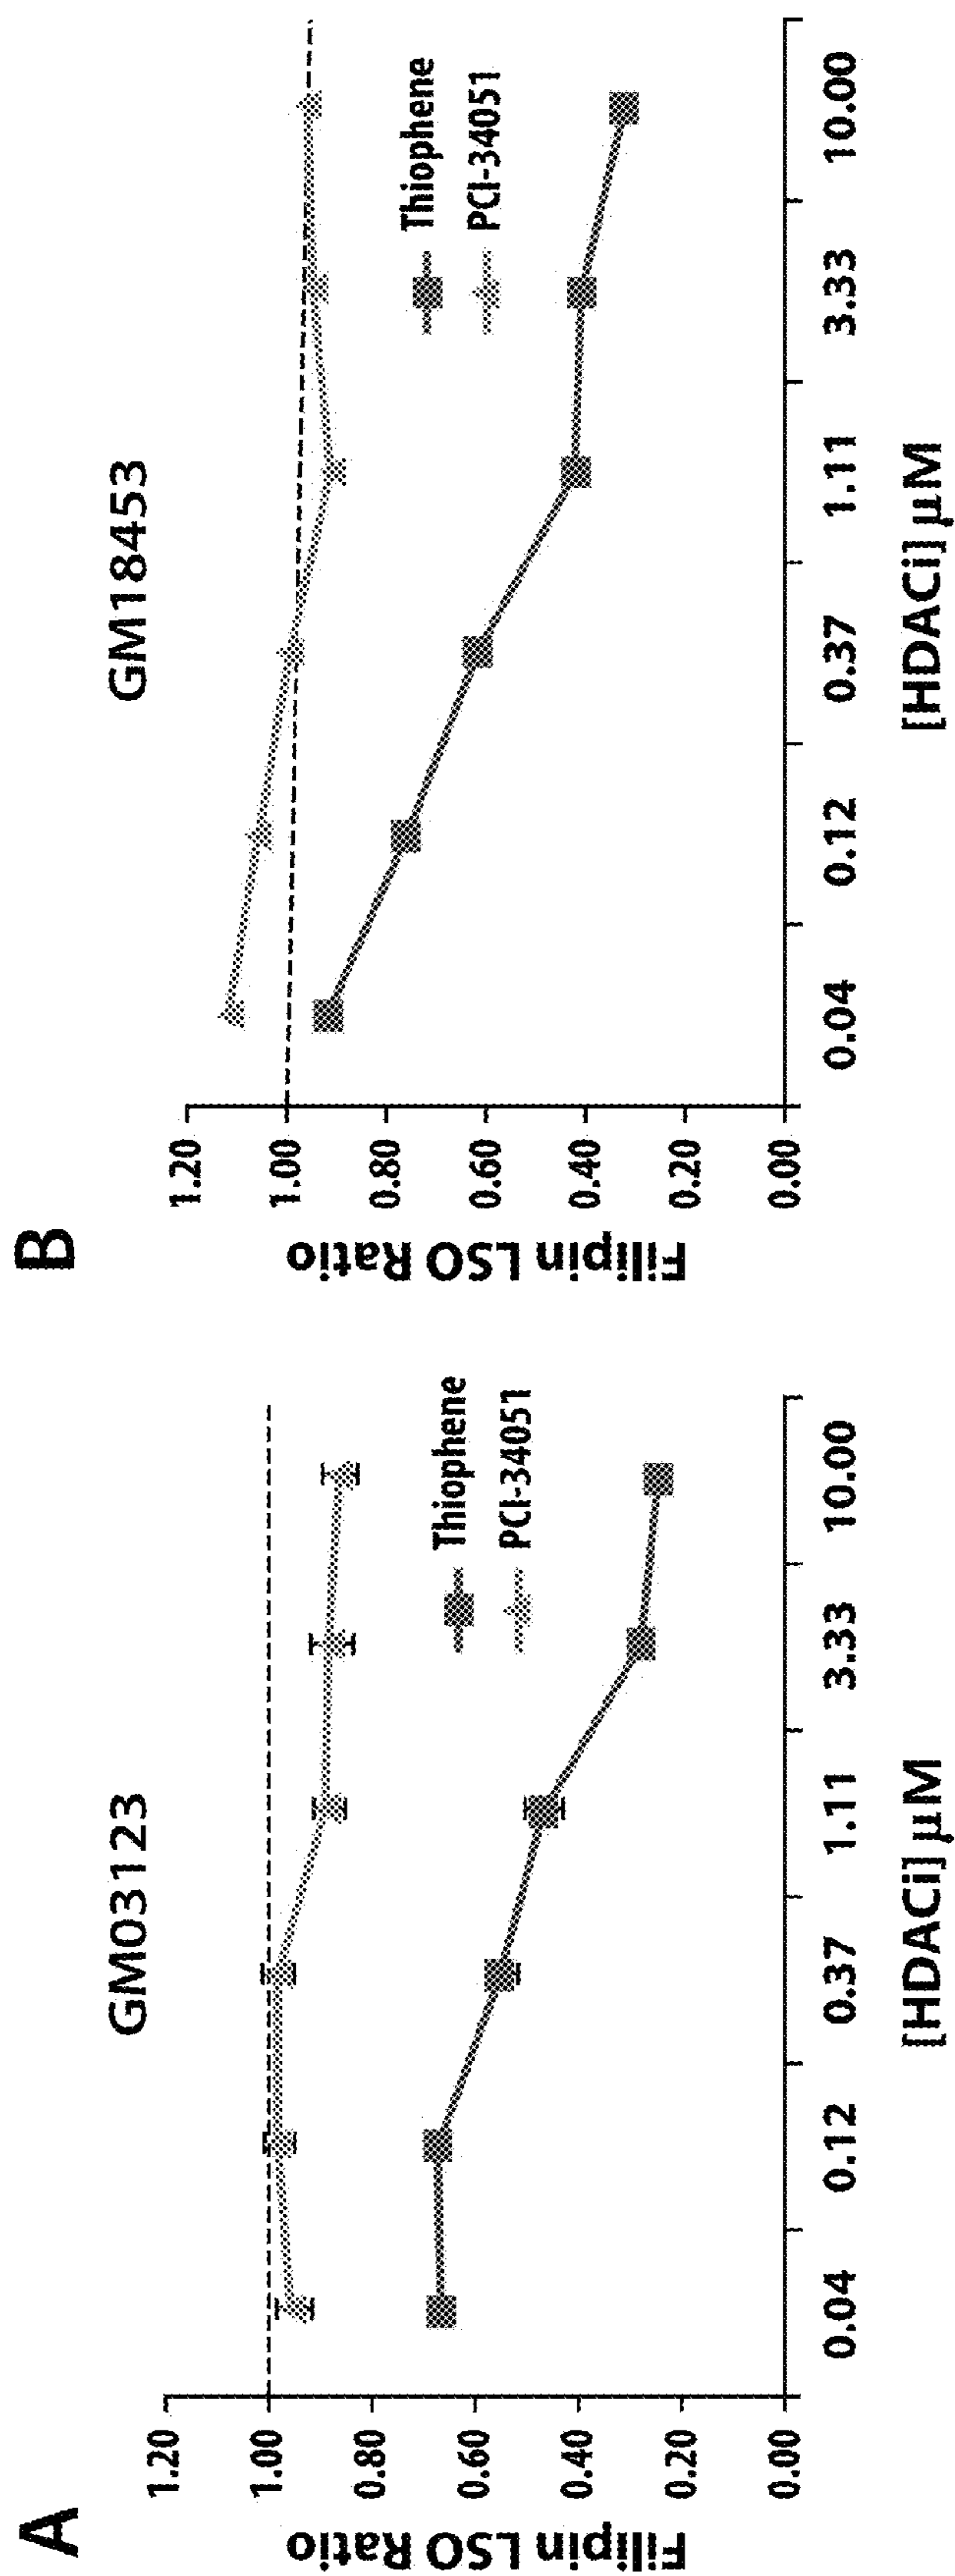 A
GM03123
Filipin LSO Ratio
1.20
1.00
0.80
0.60
0.40
0.20
0.00
Thiophene
PCI-34051
0.04 0.12 0.37 1.11 3.33 10.00
[HDACi] µM
B
GM18453
Filipin LSO Ratio
1.20
1.00
0.80
0.60
0.40
0.20
0.00
Thiophene
PCI-34051
0.04 0.12 0.37 1.11 3.33 10.00
[HDACi] µM